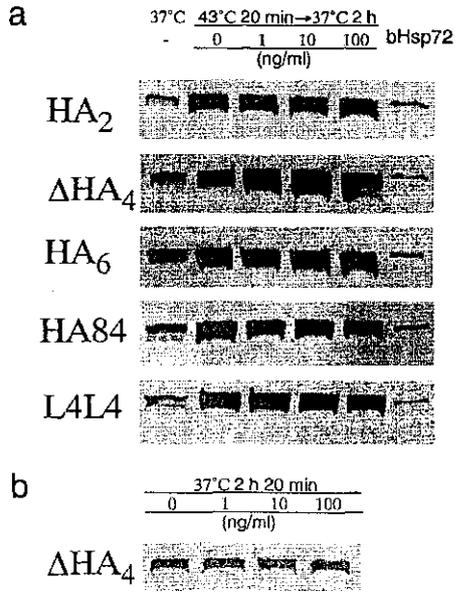 a
37°C 43°C 20 min→37°C 2 h
- 0 1 10 100 bHsp72
(ng/ml)
HA2
ΔHA4
HA6
HA84
L4L4
b
37°C 2 h 20 min
0 1 10 100
(ng/ml)
ΔHA4